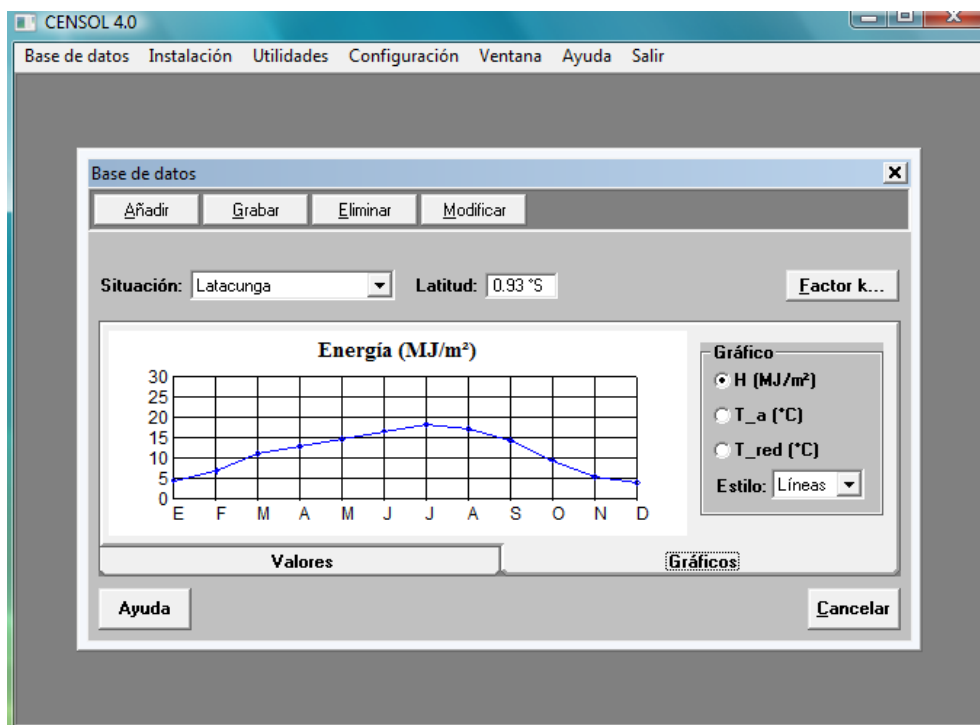 CENSOL 4.0
Base de datos Instalación Utilidades Configuración Ventana Ayuda Salir
Base de datos
Añadir Grabar Eliminar Modificar
Situación: Latacunga Latitud: 0.93 °S Factor k...
Energía (MJ/m²)
30
25
20
15
10
5
0
E F M A M J J A S O N D
Gráfico
H (MJ/m²)
T_a (°C)
T_red (°C)
Estilo: Líneas
Valores Gráficos
Ayuda Cancelar